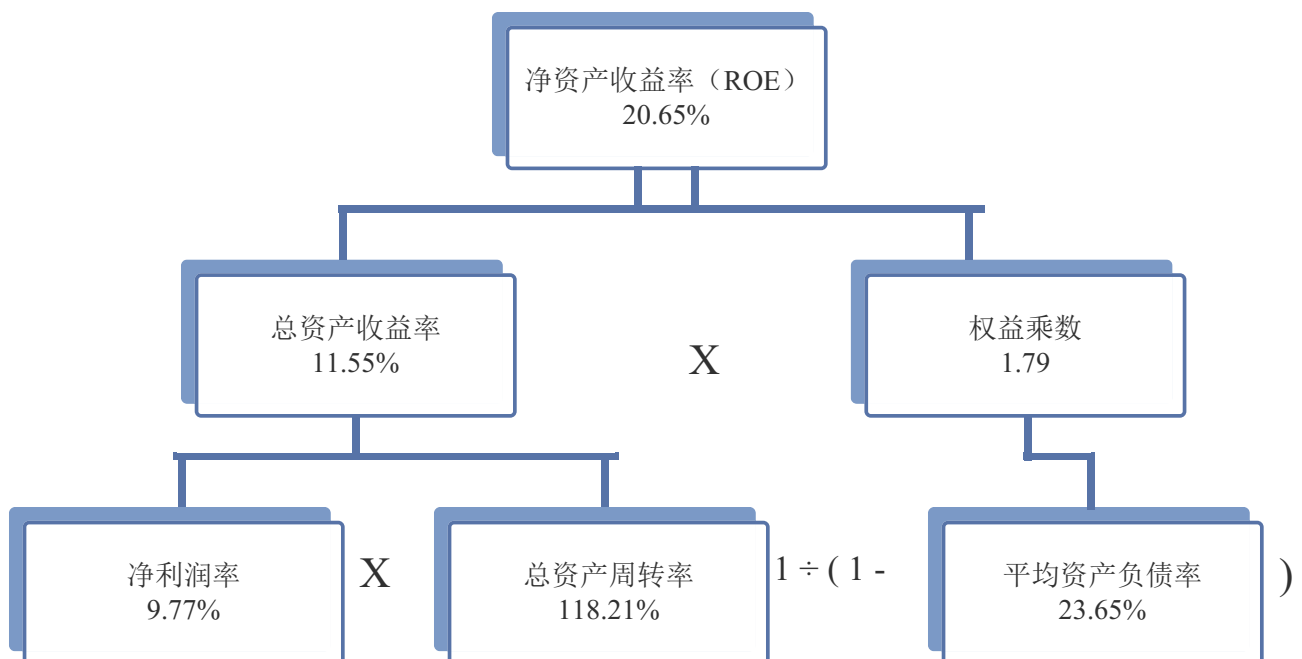 净资产收益率（ROE）
20.65%
总资产收益率
11.55%
X
权益乘数
1.79
净利润率
9.77%
X
总资产周转率
118.21%
1 ÷ ( 1 -
平均资产负债率
23.65%
)